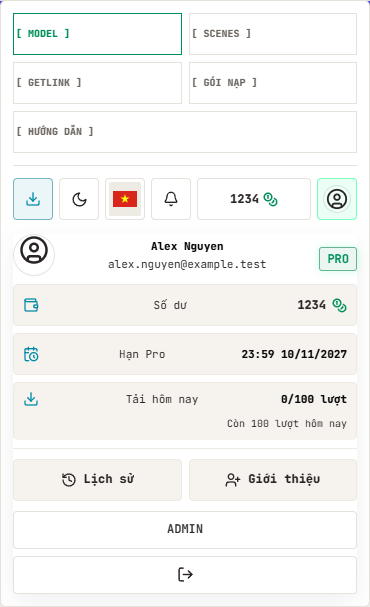 [ MODEL ]
[ SCENES ]
[ GETLINK ]
[ GÓI NẠP ]
[ HƯỚNG DẪN ]
1234
Alex Nguyen
alex.nguyen@example.test
PRO
Số dư
1234
Hạn Pro
23:59 10/11/2027
Tải hôm nay
0/100 lượt
Còn 100 lượt hôm nay
Lịch sử
Giới thiệu
ADMIN